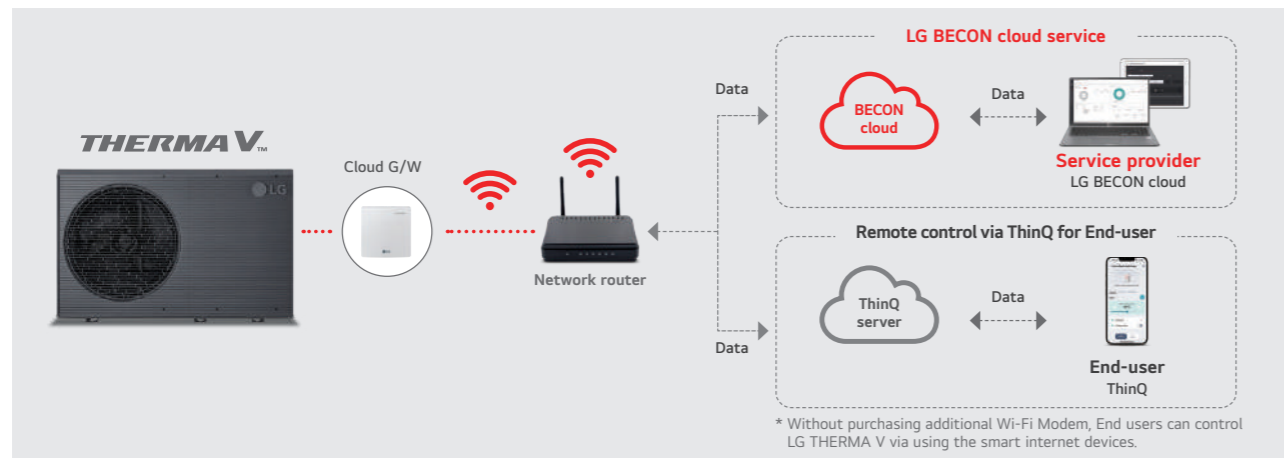 THERMA V™
LG
Cloud G/W
Network router
Data
Data
LG BECON cloud service
BECON
cloud
Data
Service provider
LG BECON cloud
Remote control via ThinQ for End-user
ThinQ
server
Data
End-user
ThinQ
* Without purchasing additional Wi-Fi Modem, End users can control
LG THERMA V via using the smart internet devices.